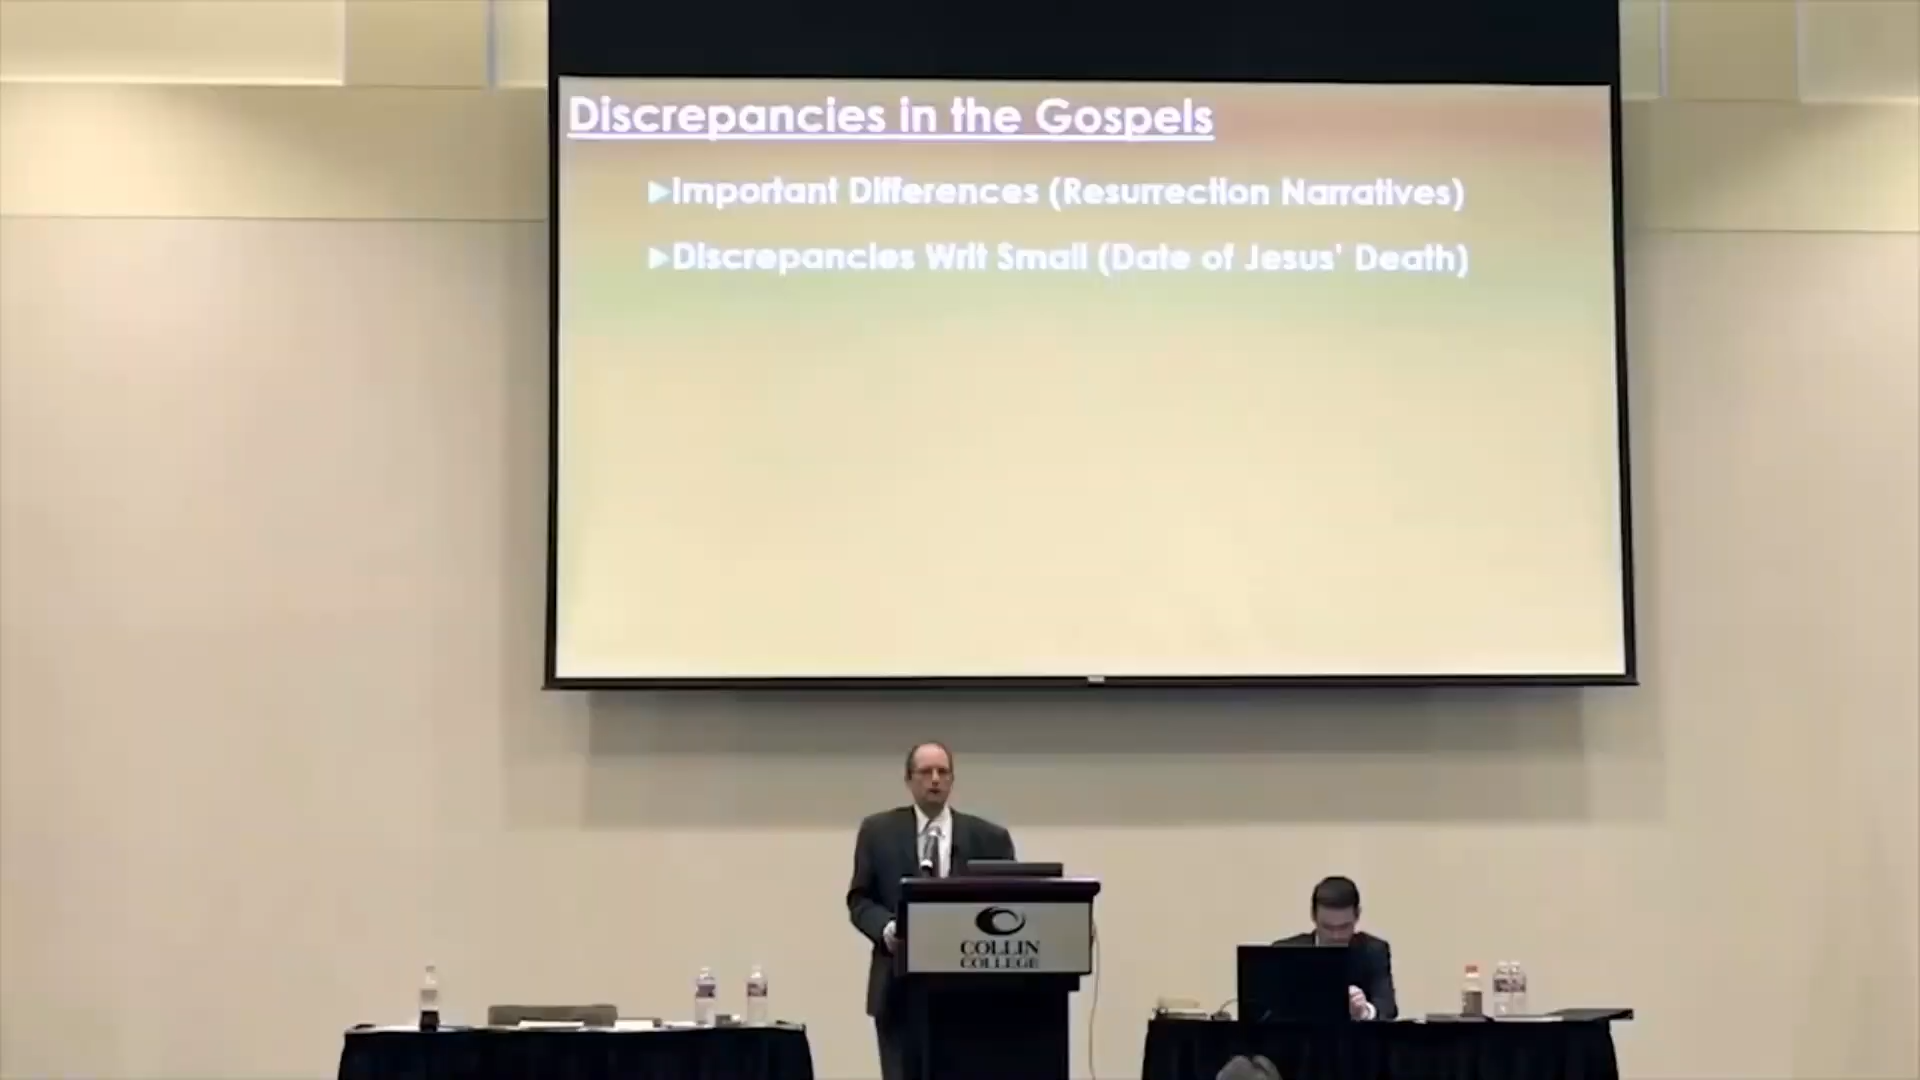 Discrepancies in the Gospels
▶Important Differences (Resurrection Narratives)
▶Discrepancies Writ Small (Date of Jesus' Death)
COLLIN
COLLEGE